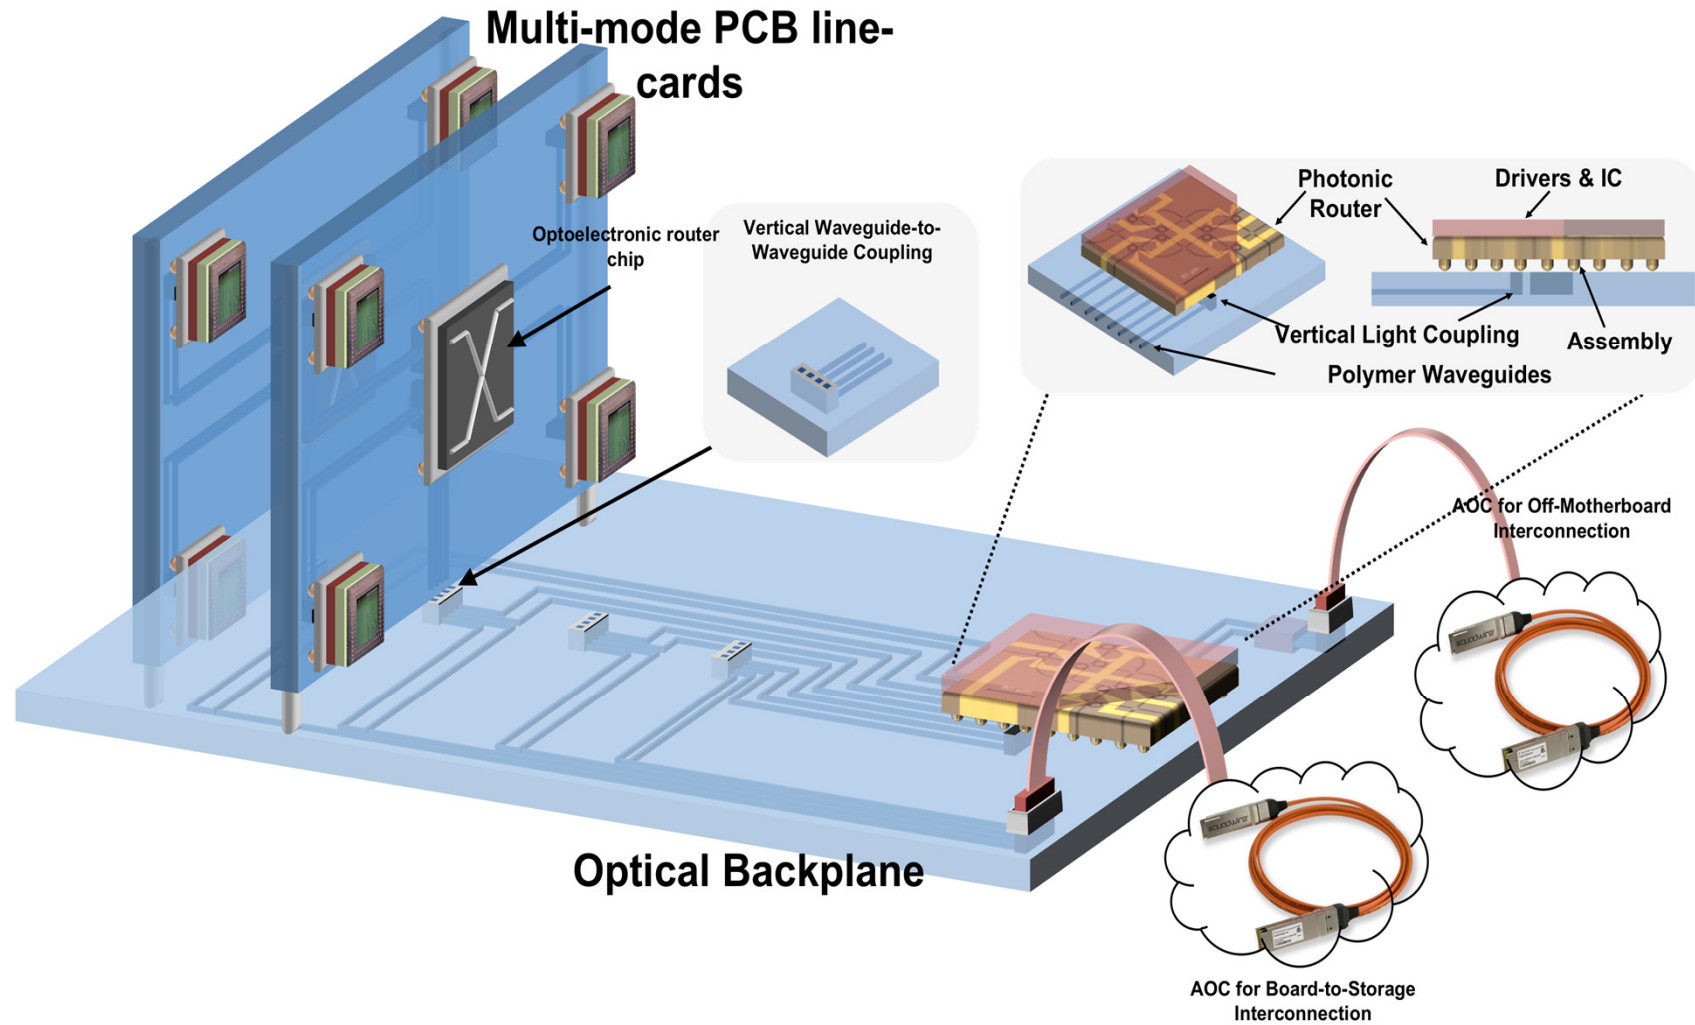 Multi-mode PCB line-
cards
Optoelectronic router
chip
Vertical Waveguide-to-
Waveguide Coupling
Photonic
Router
Drivers & IC
Vertical Light Coupling
Assembly
Polymer Waveguides
AOC for Off-Motherboard
Interconnection
Optical Backplane
AOC for Board-to-Storage
Interconnection